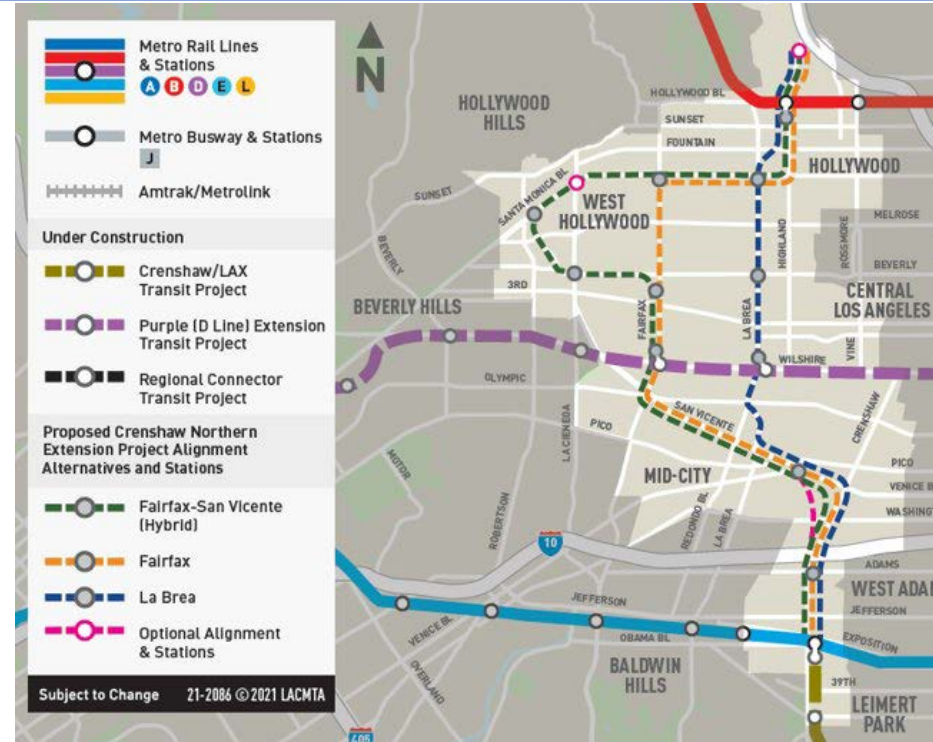 Metro Rail Lines
& Stations
A B D E L
Metro Busway & Stations
J
Amtrak/Metrolink
Under Construction
Crenshaw/LAX
Transit Project
Purple (D Line) Extension
Transit Project
Regional Connector
Transit Project
Proposed Crenshaw Northern
Extension Project Alignment
Alternatives and Stations
Fairfax-San Vicente
(Hybrid)
Fairfax
La Brea
Optional Alignment
& Stations
Subject to Change 21-2086 © 2021 LACMTA
N
HOLLYWOOD
HILLS
HOLLYWOOD BL
SUNSET
FOUNTAIN
HOLLYWOOD
SUNSET
SANTA MONICA BL
WEST
HOLLYWOOD
MELROSE
BEVERLY
HIGHLAND
ROSSMORE
BEVERLY
3RD
BEVERLY HILLS
CENTRAL
LOS ANGELES
FAIRFAX
LA BREA
VINE
WILSHIRE
OLYMPIC
SAN VICENTE
CRENSHAW
LA CIENEGA
PICO
MID-CITY
PICO
VENICE B
WASHING
MOTOR
ROBERTSON
REDONDO BL
LA BREA
10
ADAMS
WEST ADA
JEFFERSON
JEFFERSON
VENICE BL
OBAMA BL
EXPOSITION
OVERLAND
BALDWIN
HILLS
39TH
LEIMERT
PARK
405